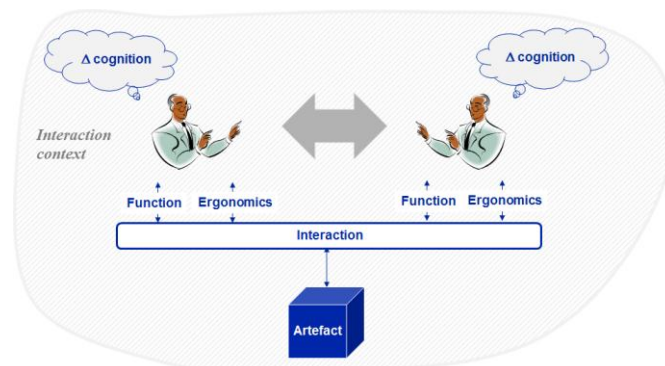 Δ cognition
Δ cognition
Interaction
context
Function Ergonomics Function Ergonomics
Interaction
Artefact